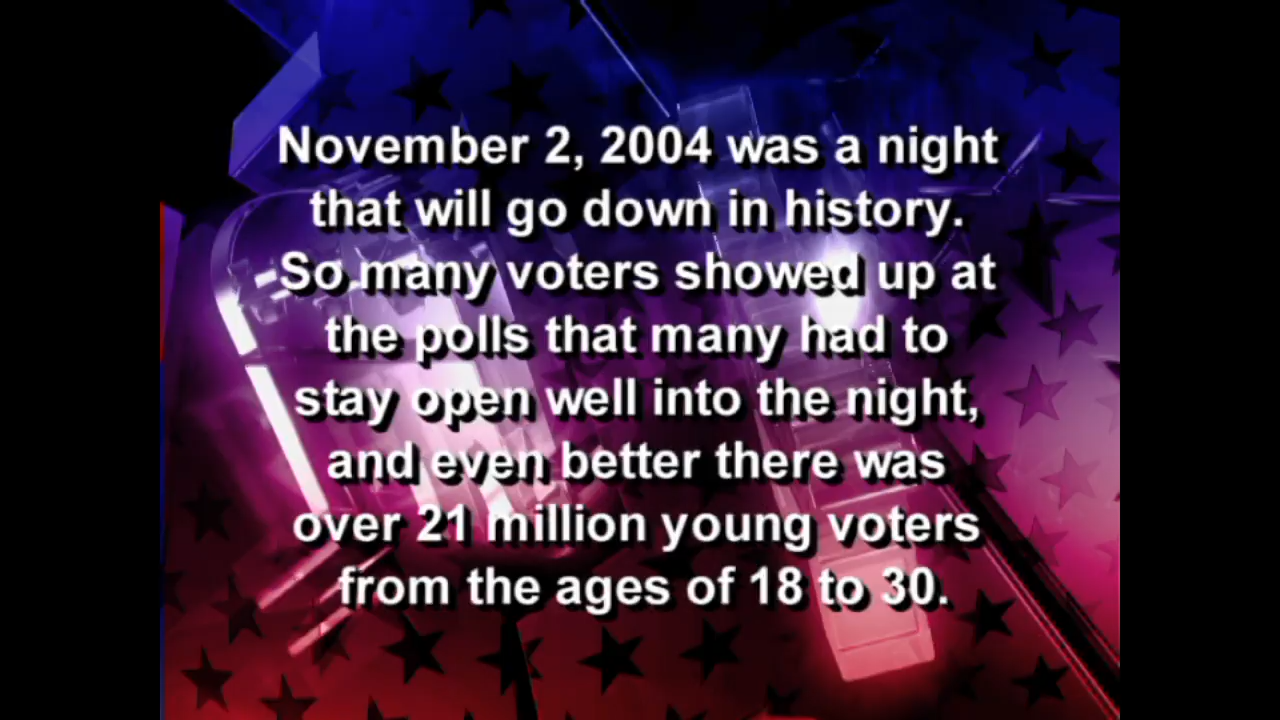 November 2, 2004 was a night
that will go down in history.
So many voters showed up at
the polls that many had to
stay open well into the night,
and even better there was
over 21 million young voters
from the ages of 18 to 30.